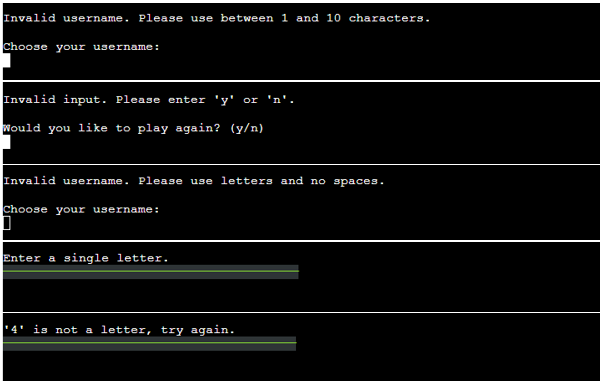 Invalid username. Please use between 1 and 10 characters.
Choose your username:
Invalid input. Please enter 'y' or 'n'.
Would you like to play again? (y/n)
Invalid username. Please use letters and no spaces.
Choose your username:
Enter a single letter.
'4' is not a letter, try again.